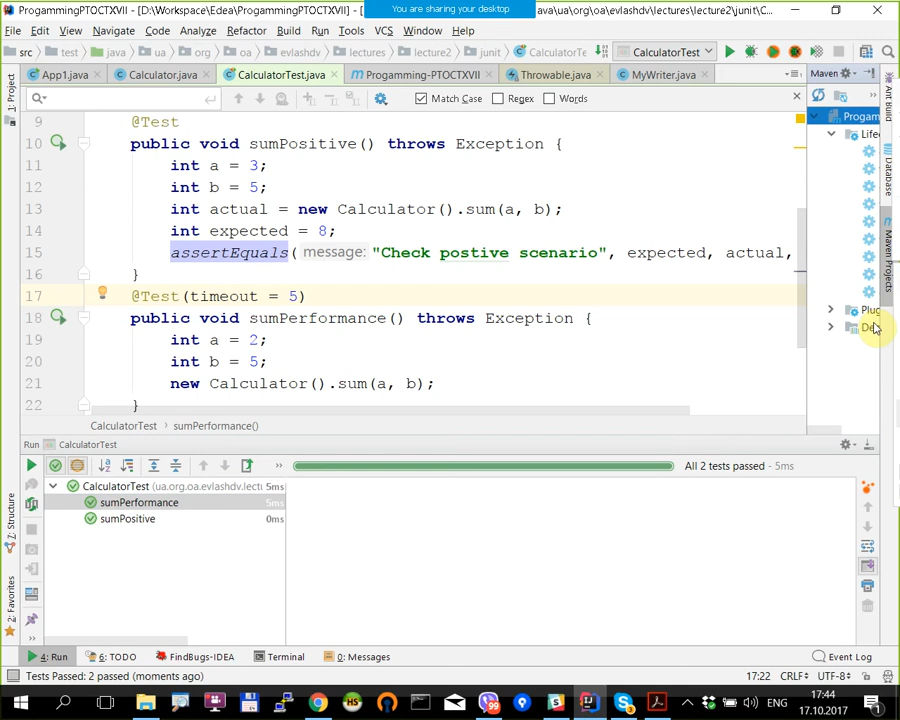 ProgammingPTOCTXVII - [D:\Workspace\Edea\ProgammingPTOCTXVII] - [
You are sharing your desktop
java\ua\org\oa\evlashdv\lectures\lecture2\junit\C...
File Edit View Navigate Code Analyze Refactor Build Run Tools VCS Window Help
src test java ua org oa evlashdv lectures lecture2 junit CalculatorTe CalculatorTest
App1.java Calculator.java CalculatorTest.java Progamming-PTOCTXVII Throwable.java MyWriter.java Maven
Match Case Regex Words
Progam
Lifec
9 @Test
10 public void sumPositive() throws Exception {
11 int a = 3;
12 int b = 5;
13 int actual = new Calculator().sum(a, b);
14 int expected = 8;
15 assertEquals( message: "Check postive scenario", expected, actual,
16 }
17 @Test(timeout = 5)
18 public void sumPerformance() throws Exception {
19 int a = 2;
20 int b = 5;
21 new Calculator().sum(a, b);
22 }
Plug
De
CalculatorTest sumPerformance()
1: Project
7: Structure
2: Favorites
Ant Build
Database
Maven Projects
Run CalculatorTest
All 2 tests passed - 5ms
CalculatorTest (ua.org.oa.evlashdv.lecti 5ms
sumPerformance 5ms
sumPositive 0ms
4: Run 6: TODO FindBugs-IDEA Terminal 0: Messages Event Log
Tests Passed: 2 passed (moments ago) 17:22 CRLF UTF-8
99
ENG
17:44
17.10.2017
1